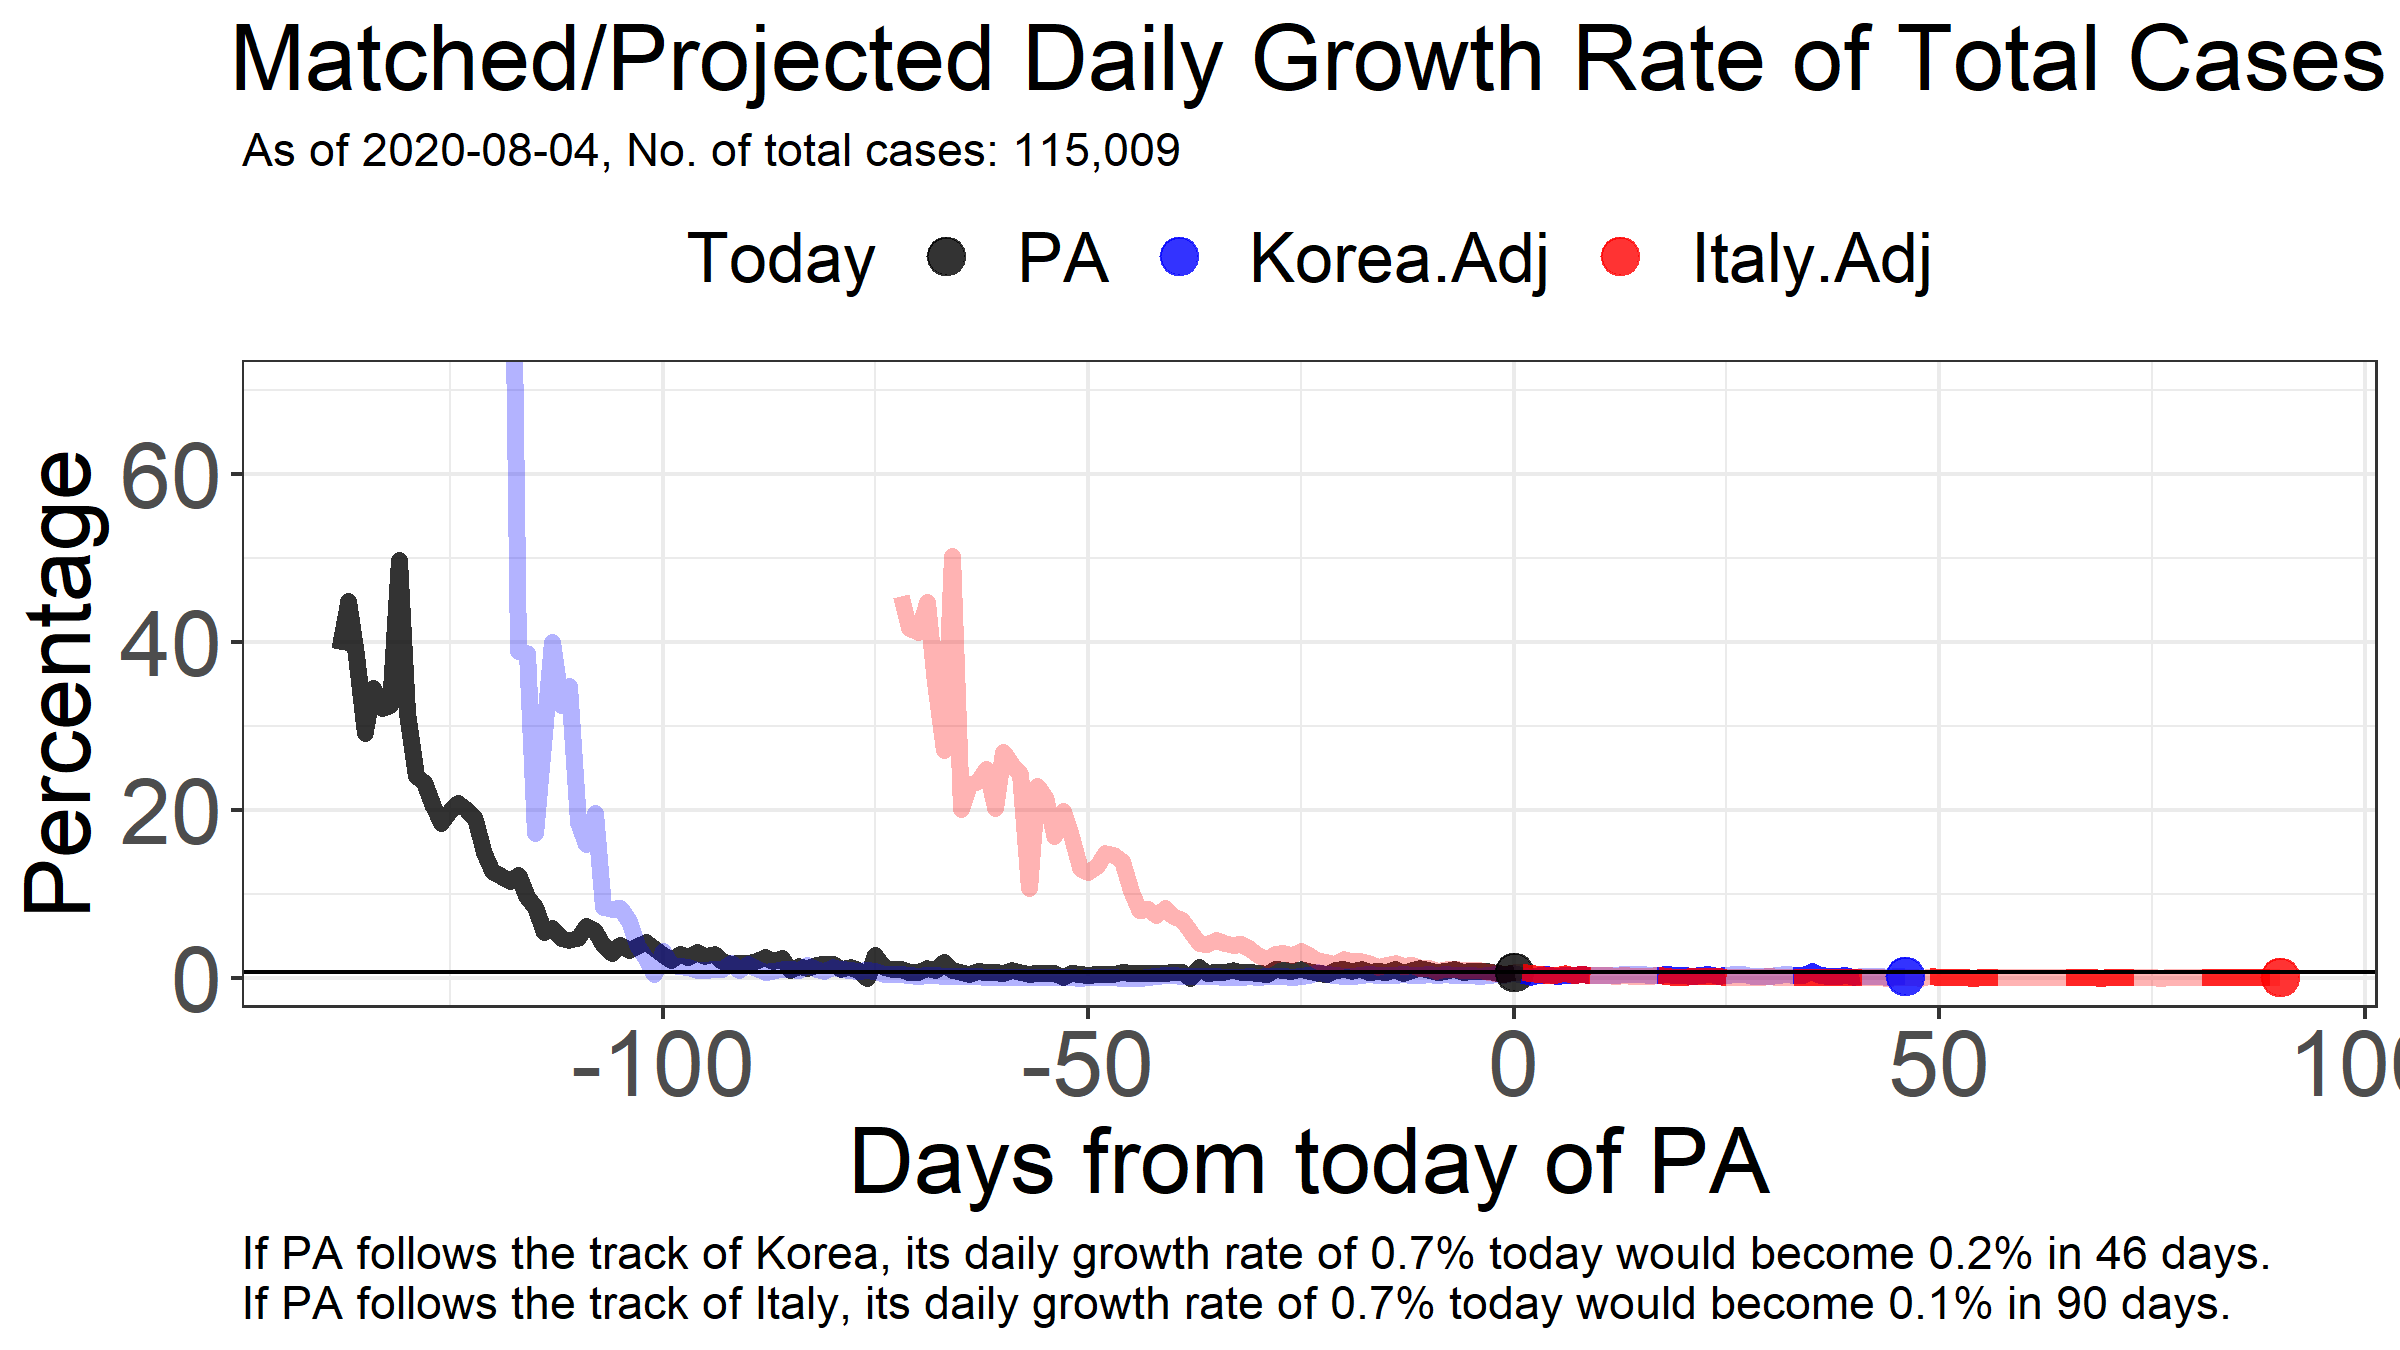 Matched/Projected Daily Growth Rate of Total Cases
As of 2020-08-04, No. of total cases: 115,009
Today PA Korea.Adj Italy.Adj
Percentage
60
40
20
0
-100 -50 0 50 100
Days from today of PA
If PA follows the track of Korea, its daily growth rate of 0.7% today would become 0.2% in 46 days.
If PA follows the track of Italy, its daily growth rate of 0.7% today would become 0.1% in 90 days.